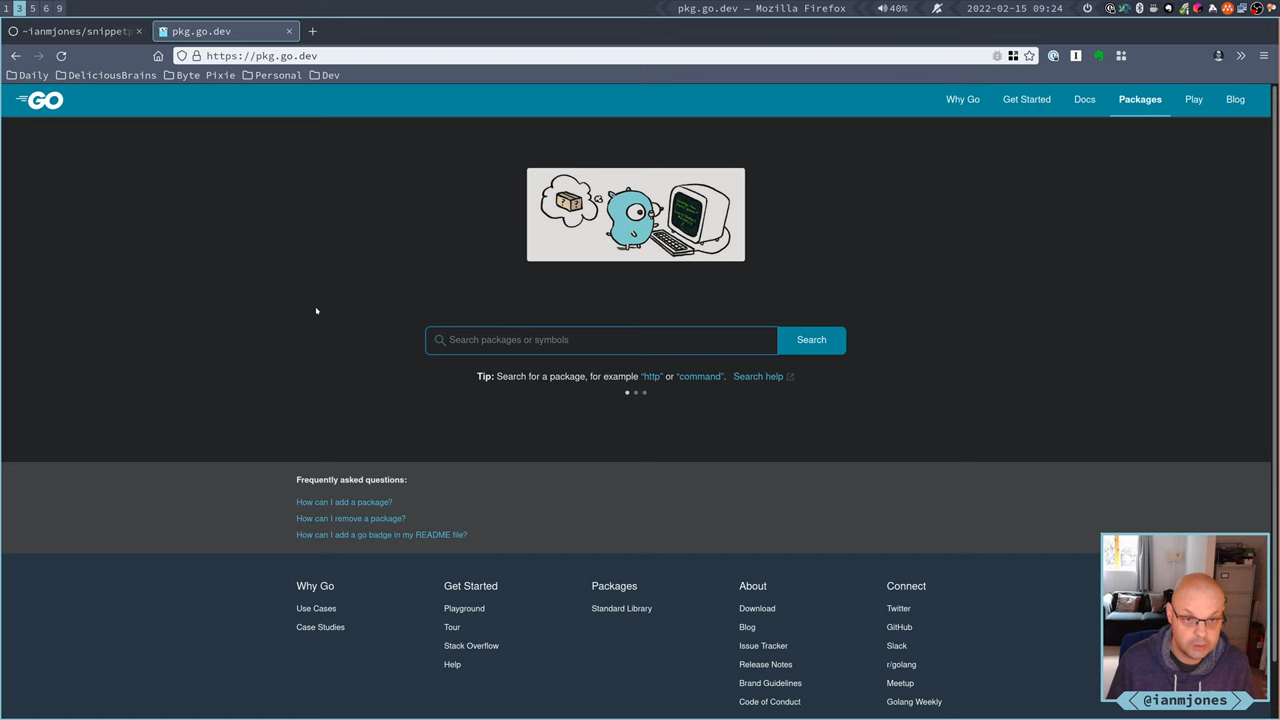 1 3 5 6 9
pkg.go.dev — Mozilla Firefox
40%
2022-02-15 09:24
~ianmjones/snippetp
pkg.go.dev
https://pkg.go.dev
Daily
DeliciousBrains
Byte Pixie
Personal
Dev
GO
Why Go
Get Started
Docs
Packages
Play
Blog
Search packages or symbols
Search
Tip: Search for a package, for example “http” or “command”. Search help
Frequently asked questions:
How can I add a package?
How can I remove a package?
How can I add a go badge in my README file?
Why Go
Use Cases
Case Studies
Get Started
Playground
Tour
Stack Overflow
Help
Packages
Standard Library
About
Download
Blog
Issue Tracker
Release Notes
Brand Guidelines
Code of Conduct
Connect
Twitter
GitHub
Slack
r/golang
Meetup
Golang Weekly
@ianmjones